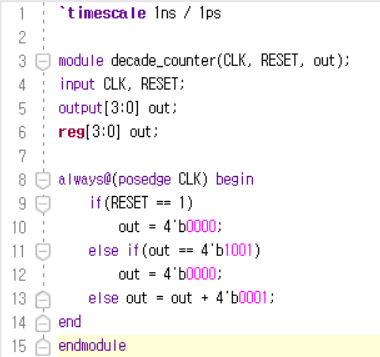 1 `timescale 1ns / 1ps
2
3 module decade_counter(CLK, RESET, out);
4 input CLK, RESET;
5 output[3:0] out;
6 reg[3:0] out;
7
8 always@(posedge CLK) begin
9     if(RESET == 1)
10         out = 4'b0000;
11     else if(out == 4'b1001)
12         out = 4'b0000;
13     else out = out + 4'b0001;
14 end
15 endmodule